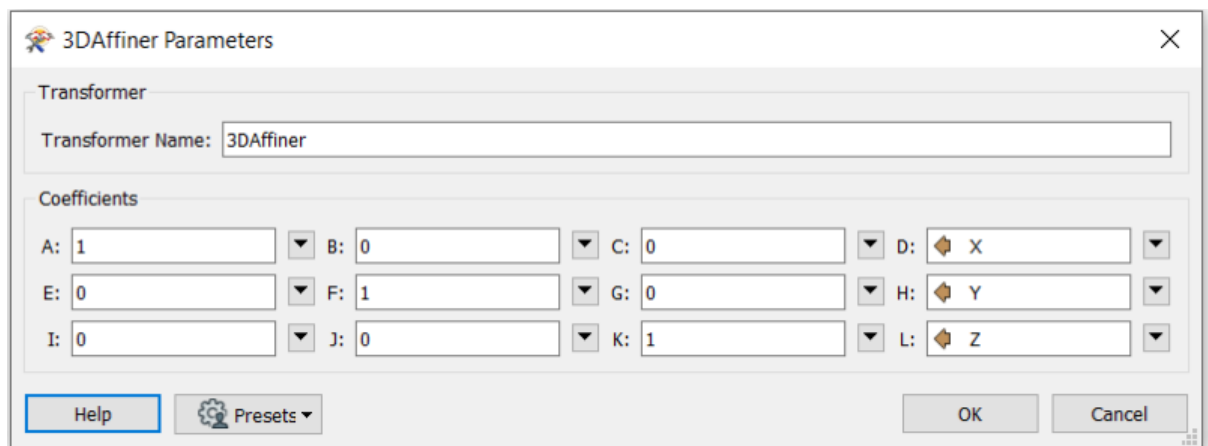 3DAffiner Parameters
Transformer
Transformer Name: 3DAffiner
Coefficients
A: 1 B: 0 C: 0 D: X
E: 0 F: 1 G: 0 H: Y
I: 0 J: 0 K: 1 L: Z
Help Presets OK Cancel